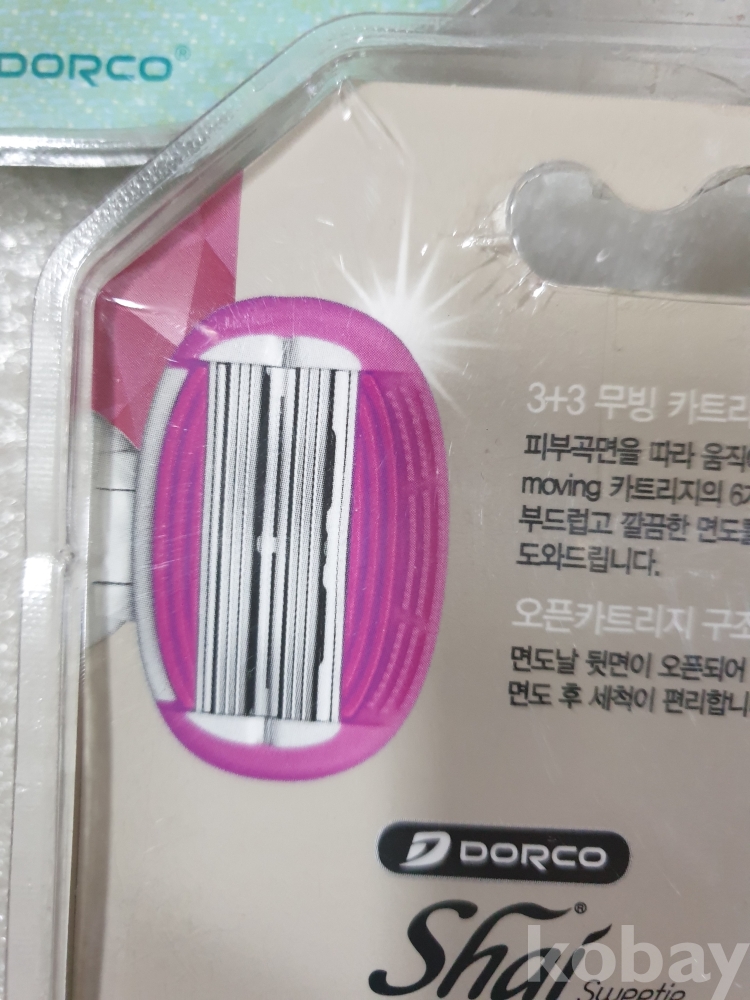 DORCO®
3+3 무빙 카트리
피부곡면을 따라 움직
moving 카트리지의 6
부드럽고 깔끔한 면도
도와드립니다.
오픈카트리지 구조
면도날 뒷면이 오픈되어
면도 후 세척이 편리합니
DORCO
Shai®
Sweetie
kobay